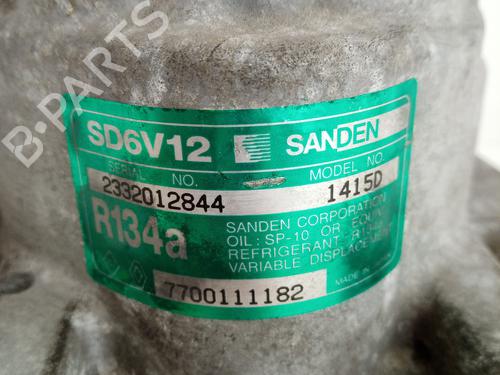 B-PARTS
SD6V12 SANDEN
SERIAL NO. MODEL NO.
2332012844 1415D
R134a
SANDEN CORPORATION
OIL: SP-10 OR EQUIV
REFRIGERANT: R134a
VARIABLE DISPLACEMENT
7700111182
MADE IN